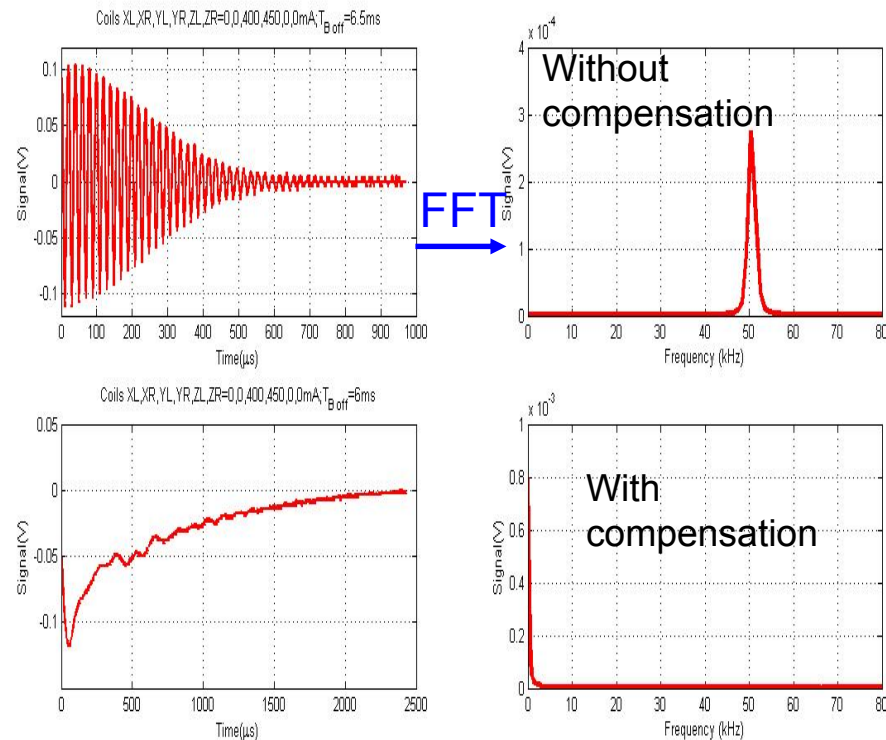 Coils XL,XR,YL,YR,ZL,ZR=0,0,400,450,0,0mA;T_B off=6.5ms
0.1
0.05
0
-0.05
-0.1
Signal(V)
0 100 200 300 400 500 600 700 800 900 1000
Time(µs)
FFT
x 10^-4
Without
compensation
4
3
2
1
0
Signal(V)
0 10 20 30 40 50 60 70 80
Frequency (kHz)
Coils XL,XR,YL,YR,ZL,ZR=0,0,400,450,0,0mA;T_B off=6ms
0.05
0
-0.05
-0.1
Signal(V)
0 500 1000 1500 2000 2500
Time(µs)
x 10^-3
With
compensation
1
0.8
0.6
0.4
0.2
0
Signal(V)
0 10 20 30 40 50 60 70 80
Frequency (kHz)